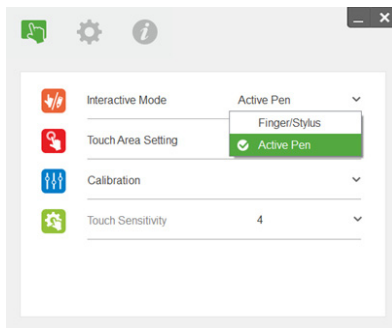 Interactive Mode Active Pen
Finger/Stylus
Touch Area Setting
Active Pen
Calibration
Touch Sensitivity 4